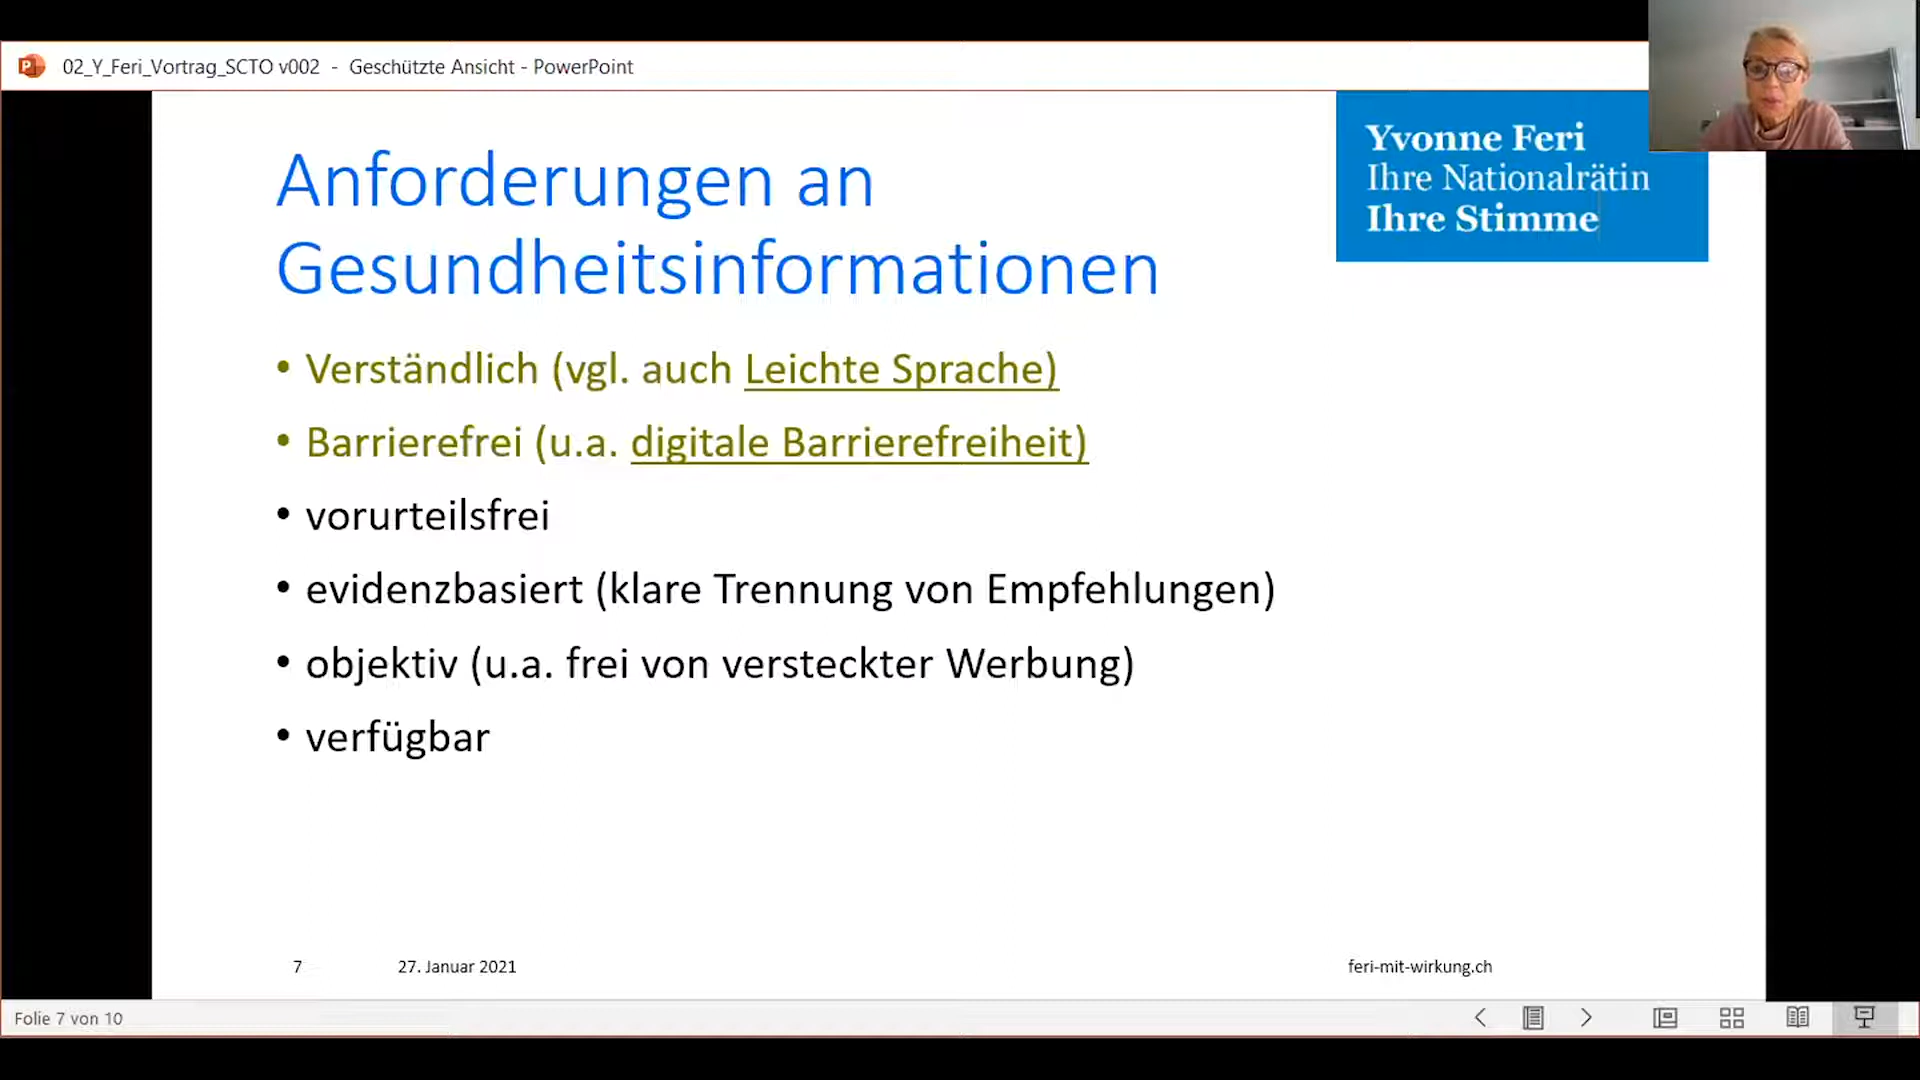 02_Y_Feri_Vortrag_SCTO v002 - Geschützte Ansicht - PowerPoint
Yvonne Feri
Ihre Nationalrätin
Ihre Stimme
Anforderungen an
Gesundheitsinformationen
• Verständlich (vgl. auch Leichte Sprache)
• Barrierefrei (u.a. digitale Barrierefreiheit)
• vorurteilsfrei
• evidenzbasiert (klare Trennung von Empfehlungen)
• objektiv (u.a. frei von versteckter Werbung)
• verfügbar
7 27. Januar 2021 feri-mit-wirkung.ch
Folie 7 von 10